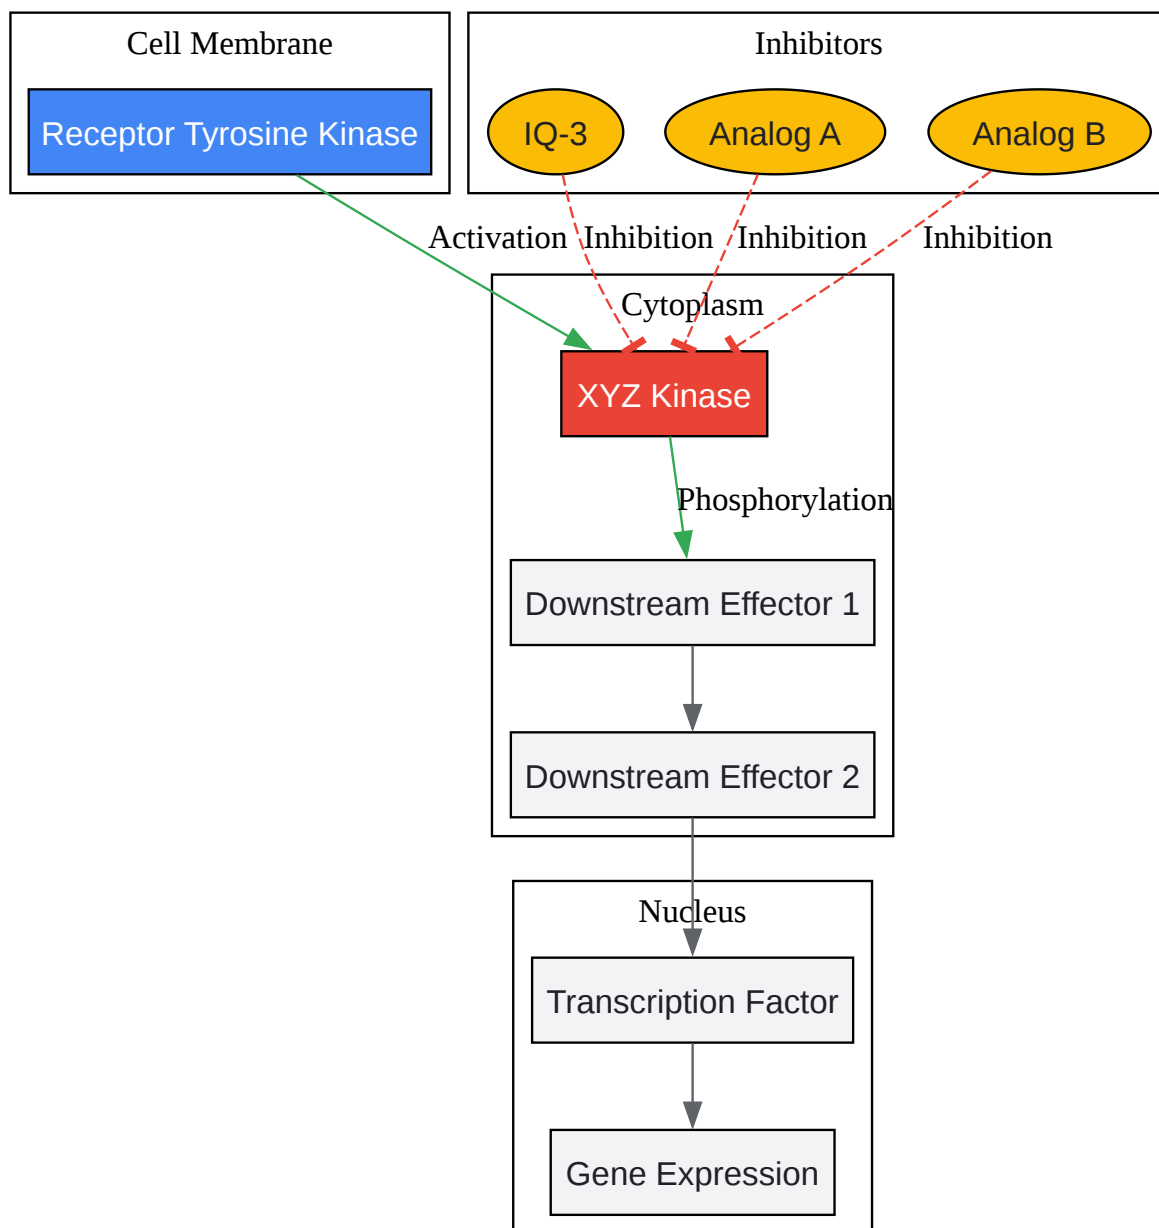 Cell Membrane
Inhibitors
Receptor Tyrosine Kinase
IQ-3
Analog A
Analog B
Activation
Inhibition
Inhibition
Inhibition
Cytoplasm
XYZ Kinase
Phosphorylation
Downstream Effector 1
Downstream Effector 2
Nucleus
Transcription Factor
Gene Expression